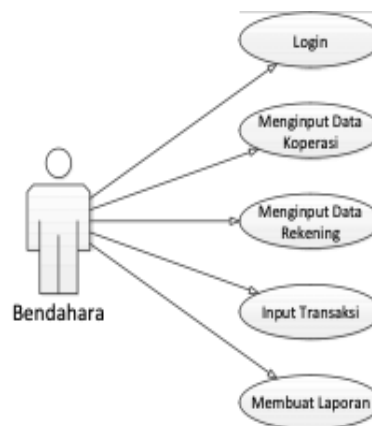 Login
Menginput Data
Koperasi
Menginput Data
Rekening
Bendahara
Input Transaksi
Membuat Laporan